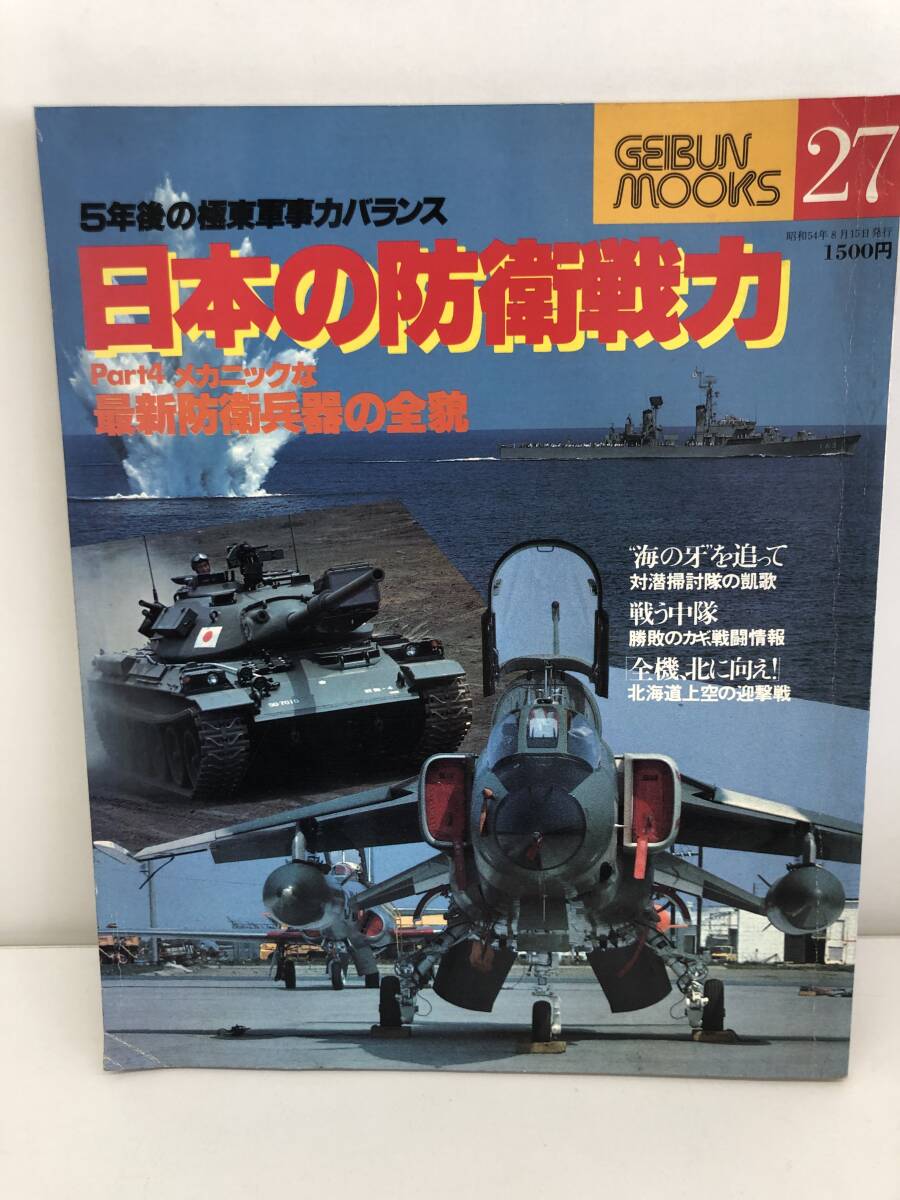 GEIBUN
MOOKS
27
昭和54年8月15日発行
1500円
5年後の極東軍事力バランス
日本の防衛戦力
Part4 メカニックな
最新防衛兵器の全貌
"海の牙"を追って
対潜掃討隊の凱歌
戦う中隊
勝敗のカギ、戦闘情報
「全機、北に向え!」
北海道上空の迎撃戦